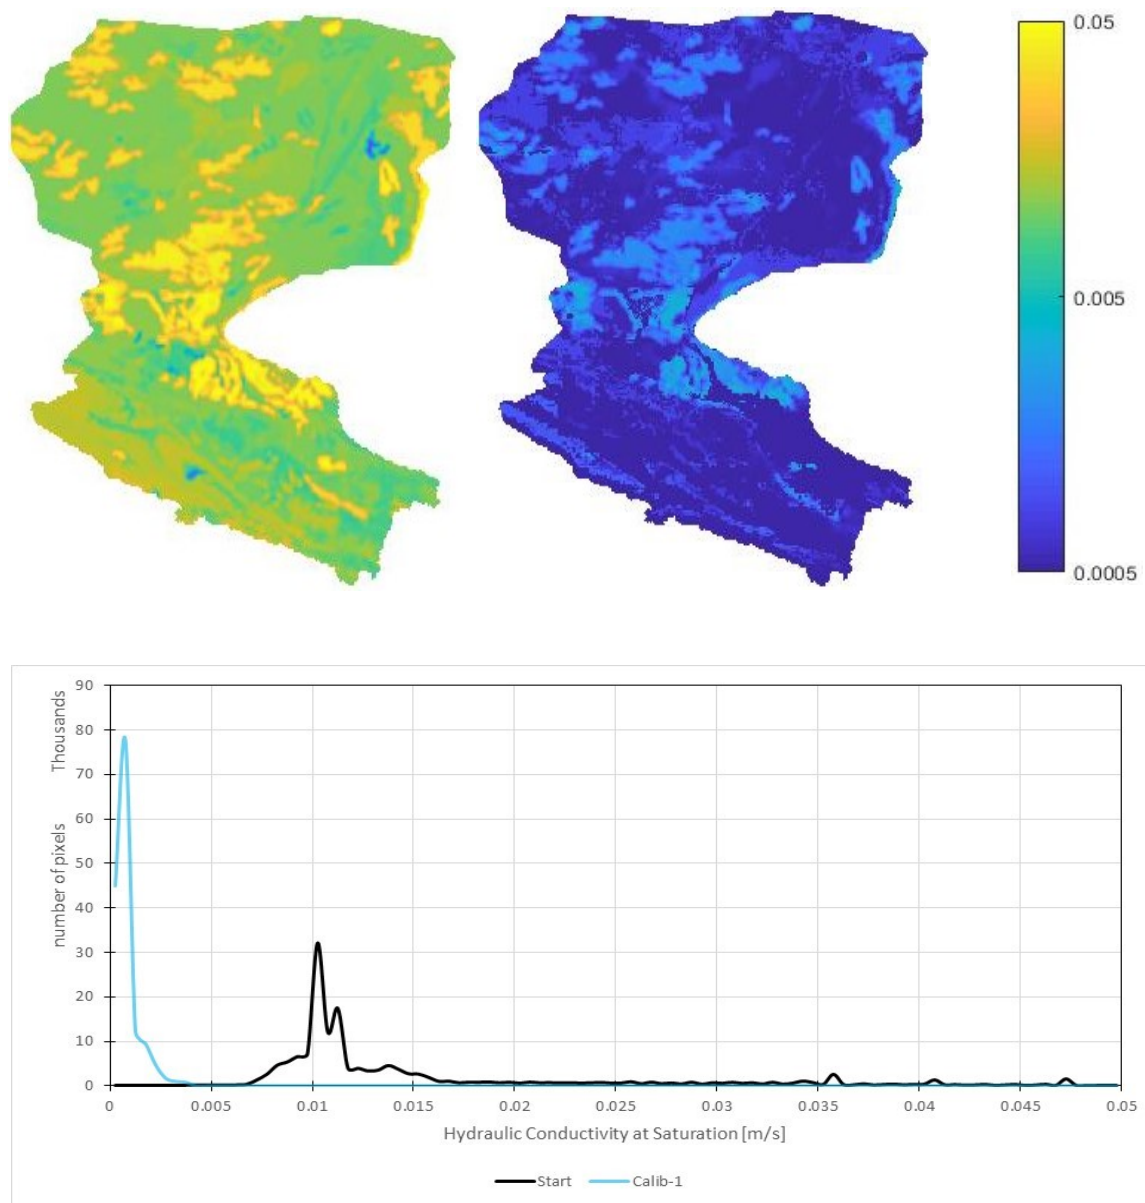 0.05
0.005
0.0005
90
80
70
60
50
40
30
20
10
0
Thousands
number of pixels
0 0.005 0.01 0.015 0.02 0.025 0.03 0.035 0.04 0.045 0.05
Hydraulic Conductivity at Saturation [m/s]
Start Calib-1